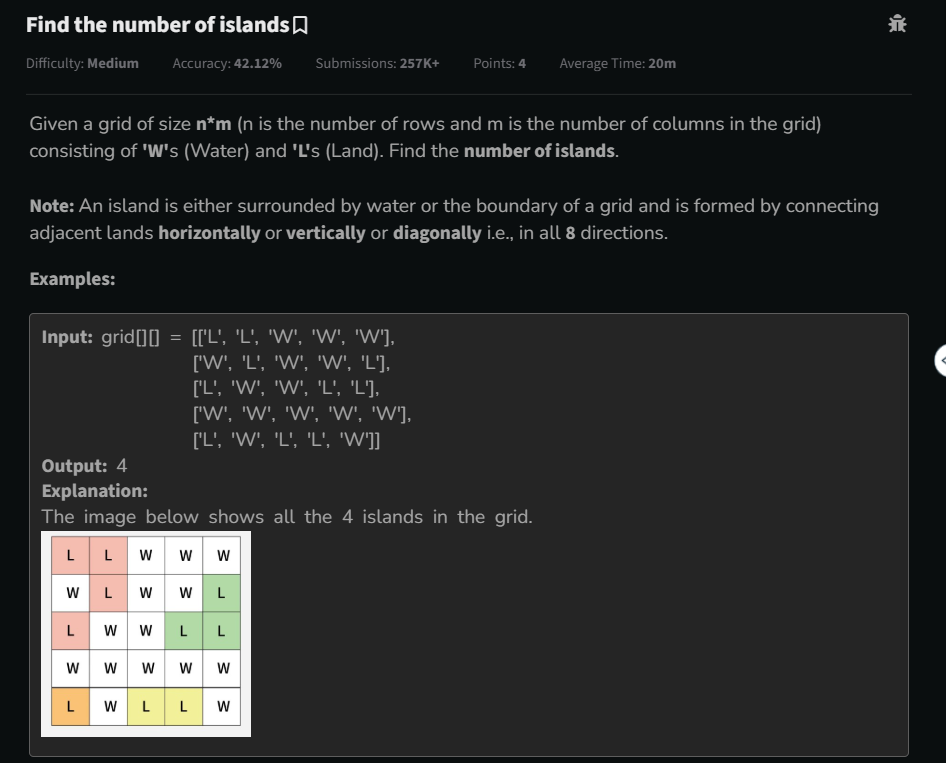 Find the number of islands
Difficulty: Medium Accuracy: 42.12% Submissions: 257K+ Points: 4 Average Time: 20m
Given a grid of size n*m (n is the number of rows and m is the number of columns in the grid)
consisting of 'W's (Water) and 'L's (Land). Find the number of islands.
Note: An island is either surrounded by water or the boundary of a grid and is formed by connecting
adjacent lands horizontally or vertically or diagonally i.e., in all 8 directions.
Examples:
Input: grid[][] = [['L', 'L', 'W', 'W', 'W'],
['W', 'L', 'W', 'W', 'L'],
['L', 'W', 'W', 'L', 'L'],
['W', 'W', 'W', 'W', 'W'],
['L', 'W', 'L', 'L', 'W']]
Output: 4
Explanation:
The image below shows all the 4 islands in the grid.
L L W W W
W L W W L
L W W L L
W W W W W
L W L L W